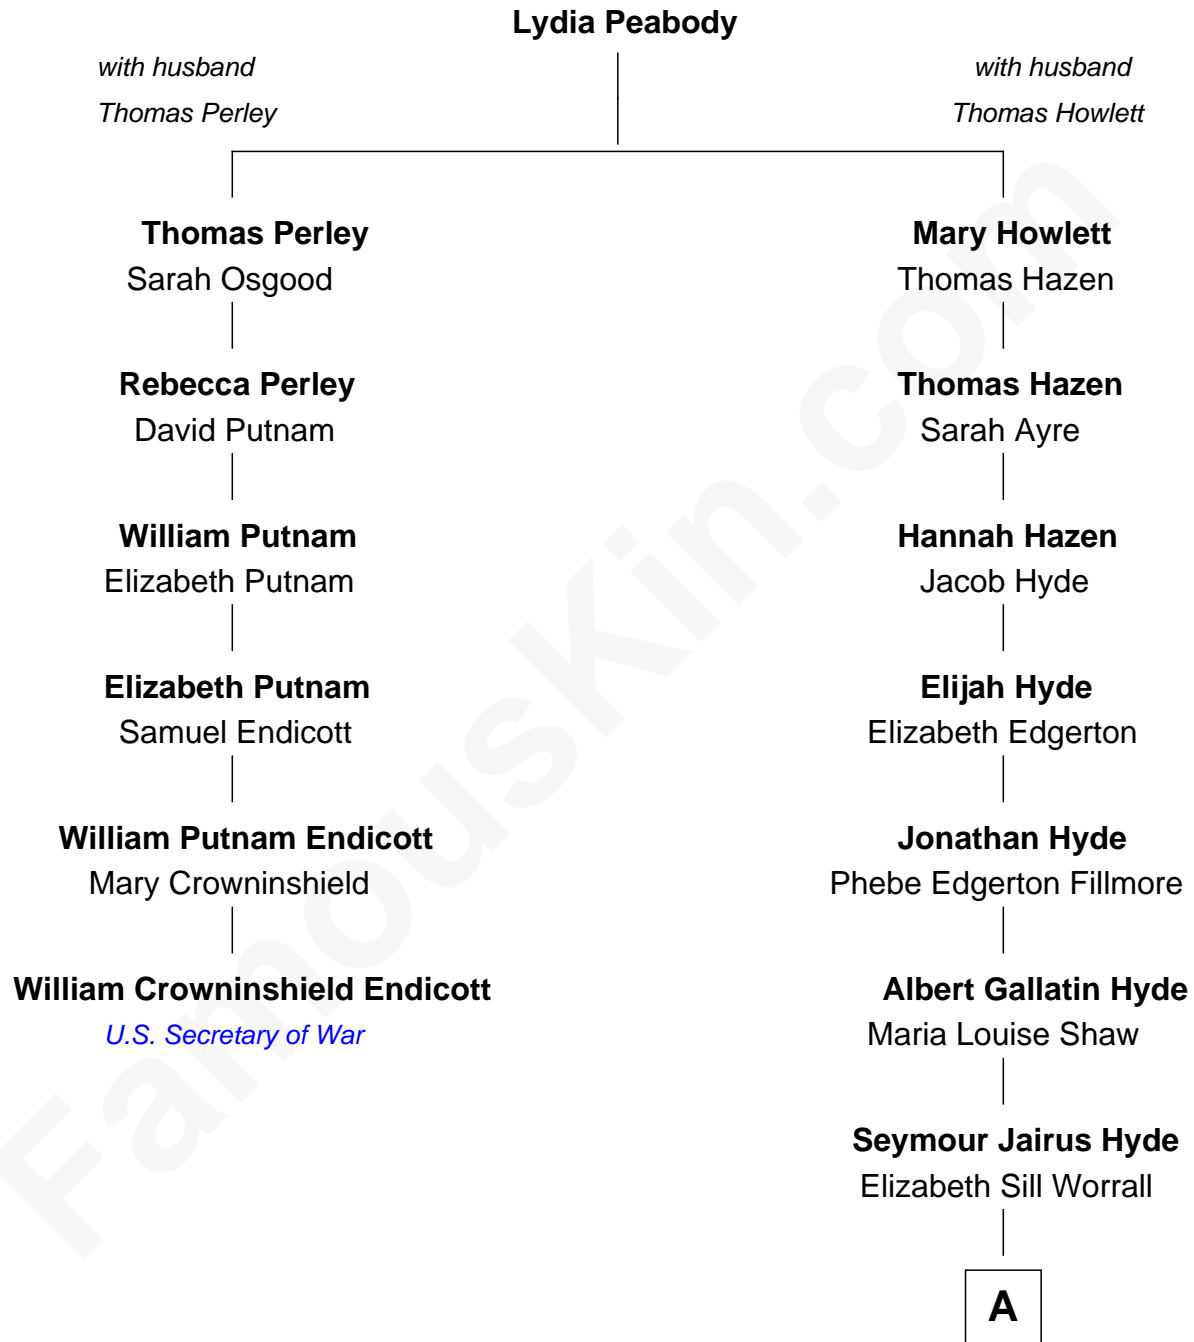 Lydia Peabody
with husband
Thomas Perley
with husband
Thomas Howlett
Thomas Perley
Sarah Osgood
Rebecca Perley
David Putnam
William Putnam
Elizabeth Putnam
Elizabeth Putnam
Samuel Endicott
William Putnam Endicott
Mary Crowninshield
William Crowninshield Endicott
U.S. Secretary of War
Mary Howlett
Thomas Hazen
Thomas Hazen
Sarah Ayre
Hannah Hazen
Jacob Hyde
Elijah Hyde
Elizabeth Edgerton
Jonathan Hyde
Phebe Edgerton Fillmore
Albert Gallatin Hyde
Maria Louise Shaw
Seymour Jairus Hyde
Elizabeth Sill Worrall
A
FamousKin.com